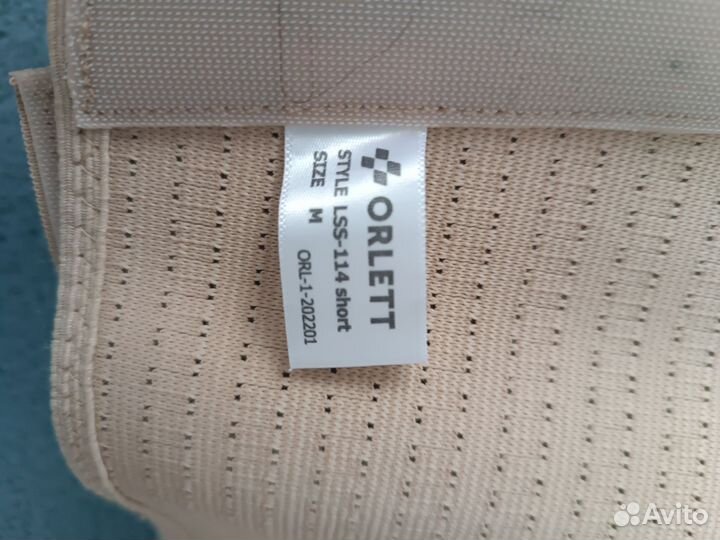 ORLETT
STYLE LSS-114 short
SIZE M ORL-1-202201
Avito